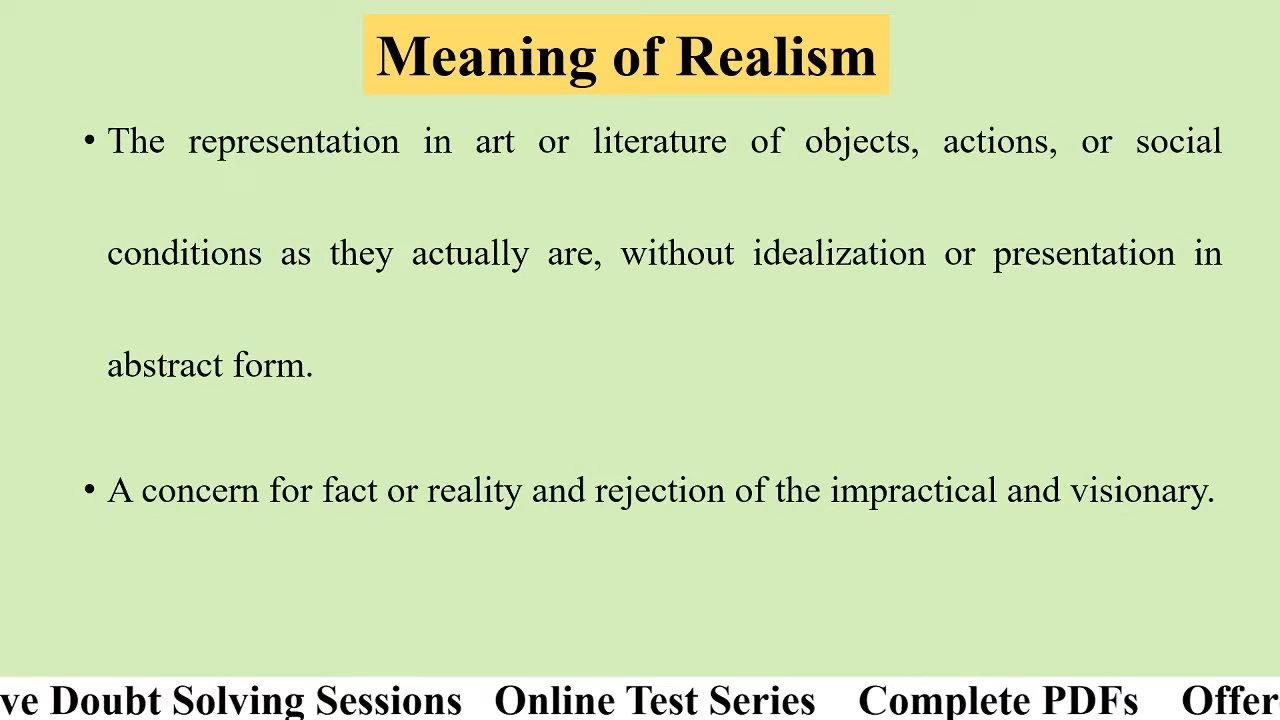 Meaning of Realism
• The representation in art or literature of objects, actions, or social
conditions as they actually are, without idealization or presentation in
abstract form.
• A concern for fact or reality and rejection of the impractical and visionary.
ve Doubt Solving Sessions Online Test Series Complete PDFs Offer